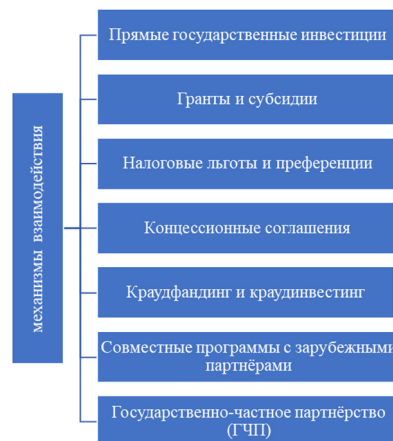 механизмы взаимодействия
Прямые государственные инвестиции
Гранты и субсидии
Налоговые льготы и преференции
Концессионные соглашения
Краудфандинг и краудинвестинг
Совместные программы с зарубежными
партнёрами
Государственно-частное партнёрство
(ГЧП)